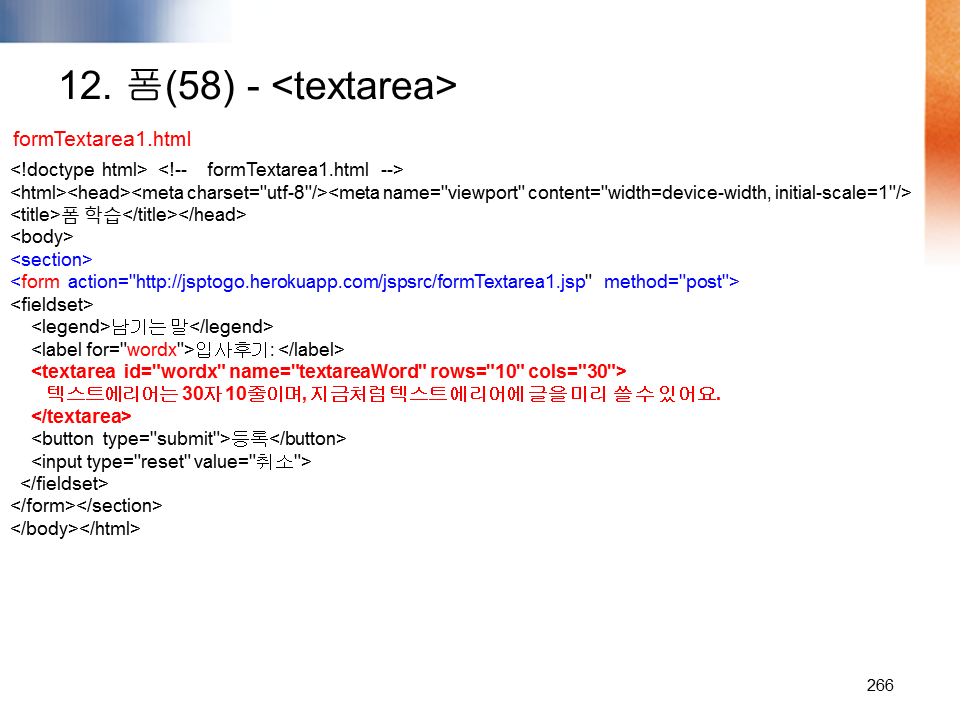 12. 폼(58) - <textarea>
formTextarea1.html
<!doctype html> <!-- formTextarea1.html -->
<html><head><meta charset="utf-8"/><meta name="viewport" content="width=device-width, initial-scale=1"/>
<title>폼 학습</title></head>
<body>
<section>
<form action="http://jsptogo.herokuapp.com/jspsrc/formTextarea1.jsp" method="post">
<fieldset>
<legend>남기는 말</legend>
<label for="wordx">입사후기: </label>
<textarea id="wordx" name="textareaWord" rows="10" cols="30">
텍스트에리어는 30자 10줄이며, 지금처럼 텍스트에리어에 글을 미리 쓸 수 있어요.
</textarea>
<button type="submit">등록</button>
<input type="reset" value="취소">
</fieldset>
</form></section>
</body></html>
266